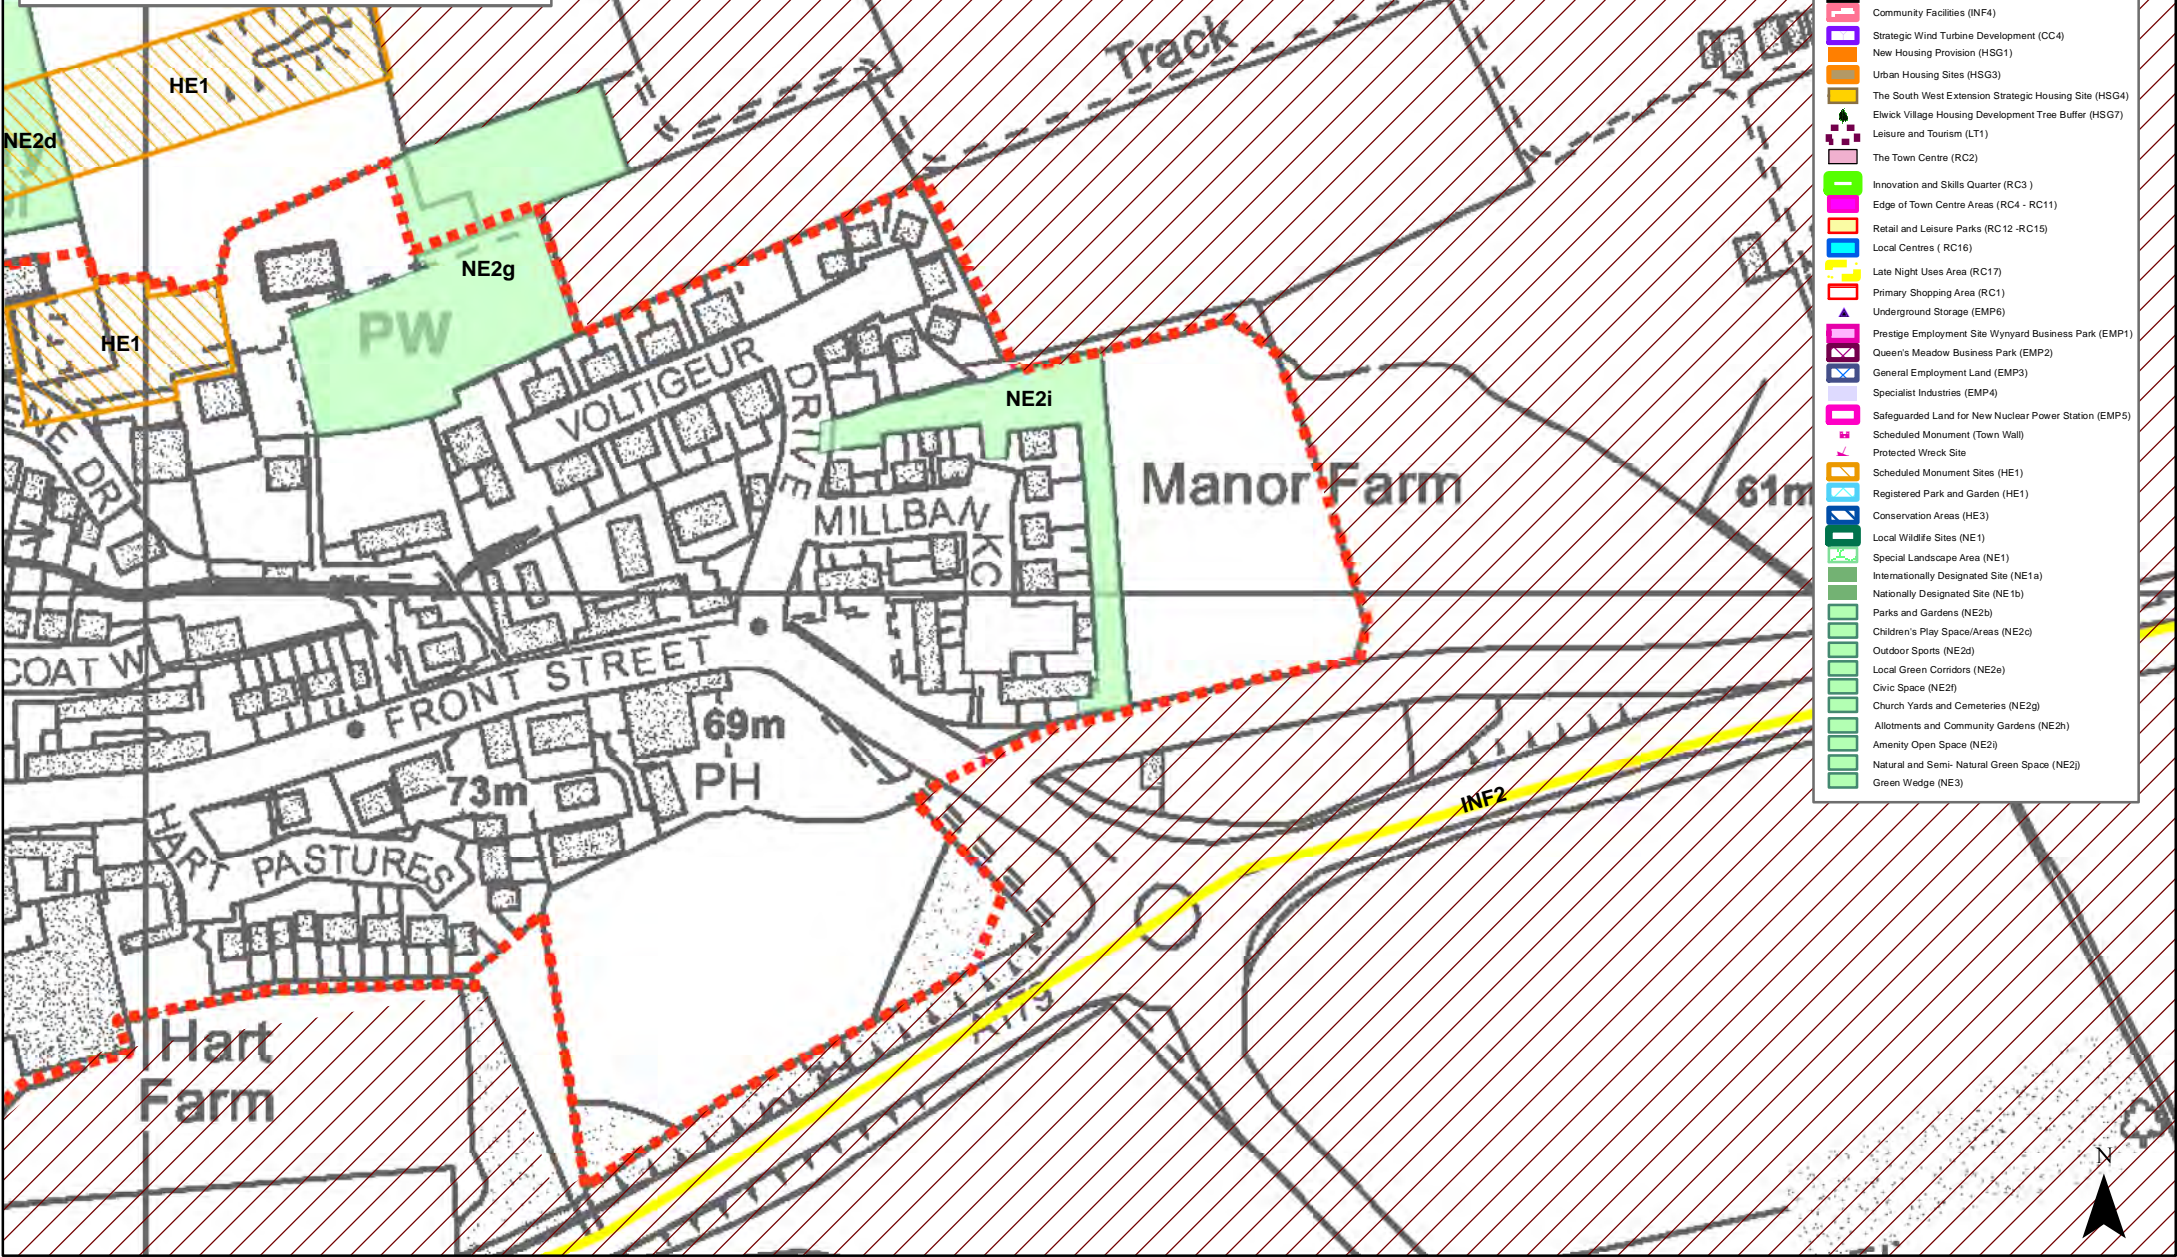 Track
HE1
NE2d
NE2g
PW
HE1
VOLTIGEUR
DRIVE
NE2i
Manor Farm
61m
ENE DR
MILLBANK C
COAT W
FRONT STREET
69m
PH
73m
HART
PASTURES
INF2
Hart
Farm
A179
Community Facilities (INF4)
Strategic Wind Turbine Development (CC4)
New Housing Provision (HSG1)
Urban Housing Sites (HSG3)
The South West Extension Strategic Housing Site (HSG4)
Elwick Village Housing Development Tree Buffer (HSG7)
Leisure and Tourism (LT1)
The Town Centre (RC2)
Innovation and Skills Quarter (RC3 )
Edge of Town Centre Areas (RC4 - RC11)
Retail and Leisure Parks (RC12 -RC15)
Local Centres ( RC16)
Late Night Uses Area (RC17)
Primary Shopping Area (RC1)
Underground Storage (EMP6)
Prestige Employment Site Wynyard Business Park (EMP1)
Queen's Meadow Business Park (EMP2)
General Employment Land (EMP3)
Specialist Industries (EMP4)
Safeguarded Land for New Nuclear Power Station (EMP5)
Scheduled Monument (Town Wall)
Protected Wreck Site
Scheduled Monument Sites (HE1)
Registered Park and Garden (HE1)
Conservation Areas (HE3)
Local Wildlife Sites (NE1)
Special Landscape Area (NE1)
Internationally Designated Site (NE1a)
Nationally Designated Site (NE1b)
Parks and Gardens (NE2b)
Children's Play Space/Areas (NE2c)
Outdoor Sports (NE2d)
Local Green Corridors (NE2e)
Civic Space (NE2f)
Church Yards and Cemeteries (NE2g)
Allotments and Community Gardens (NE2h)
Amenity Open Space (NE2i)
Natural and Semi- Natural Green Space (NE2j)
Green Wedge (NE3)
N